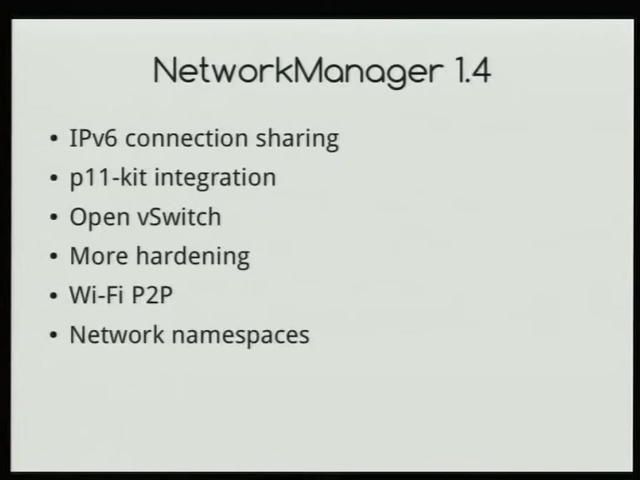 NetworkManager 1.4
• IPv6 connection sharing
• p11-kit integration
• Open vSwitch
• More hardening
• Wi-Fi P2P
• Network namespaces